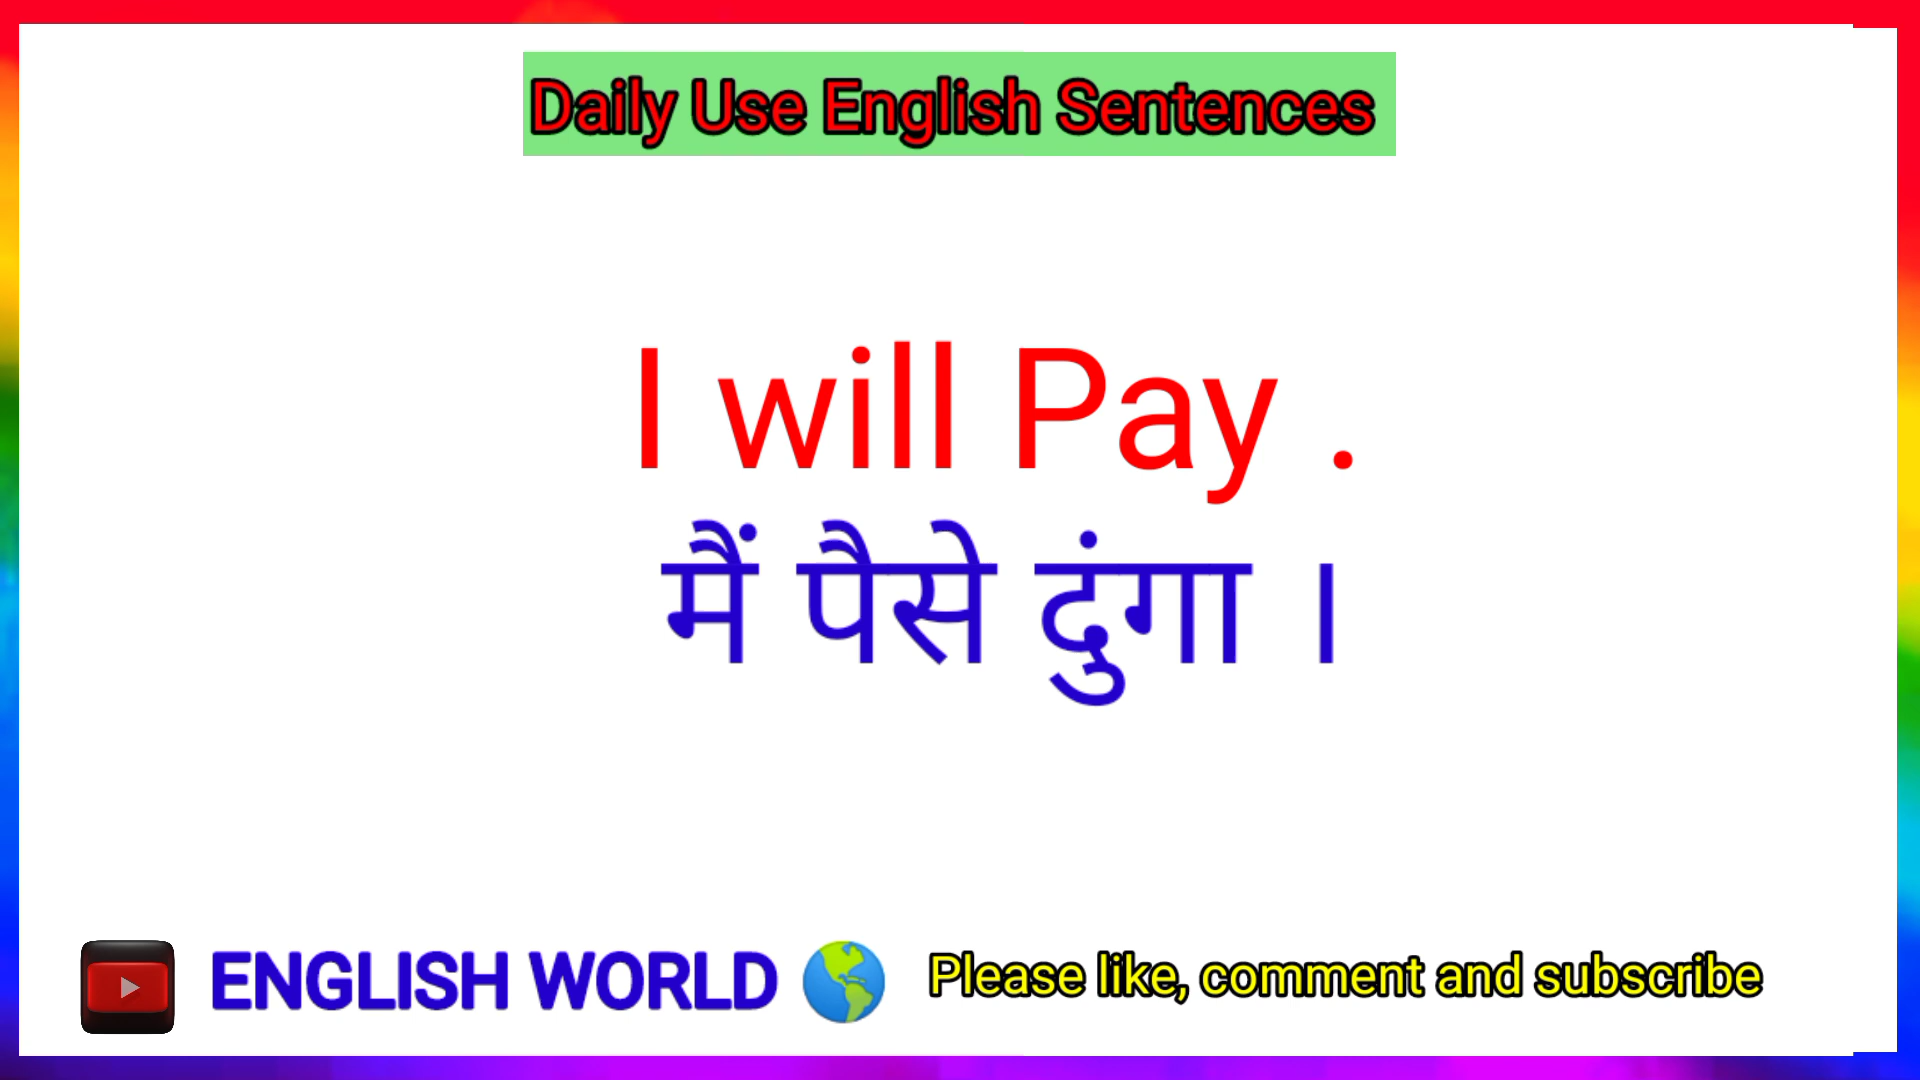 Daily Use English Sentences
I will Pay .
मैं पैसे दुंगा ।
ENGLISH WORLD Please like, comment and subscribe